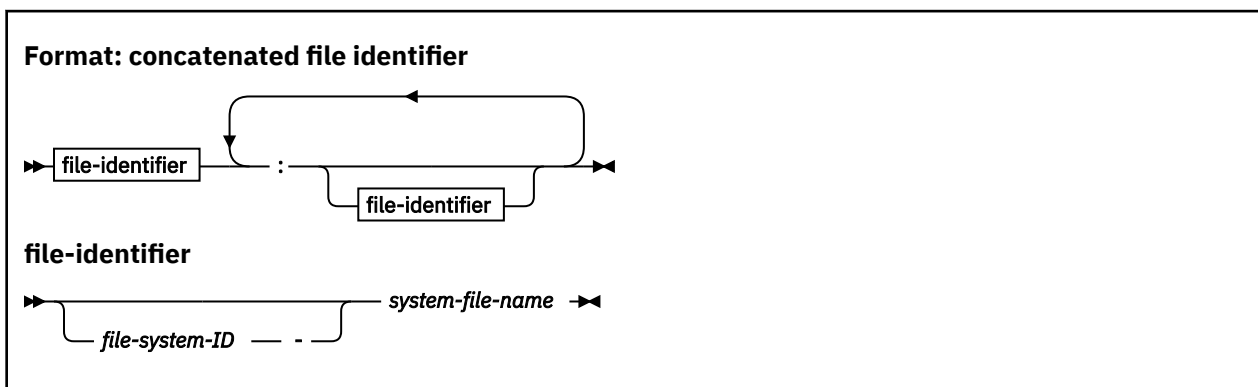 Format: concatenated file identifier
file-identifier :
file-identifier
file-identifier
system-file-name
file-system-ID -